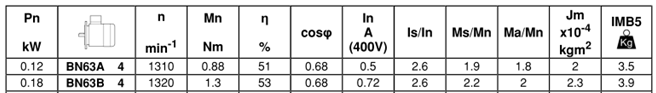 Pn n Mn η cosφ In Is/In Ms/Mn Ma/Mn Jm IMB5
kW min-1 Nm % A (400V) x10-4 kgm2 Kg
0.12 BN63A 4 1310 0.88 51 0.68 0.5 2.6 1.9 1.8 2 3.5
0.18 BN63B 4 1320 1.3 53 0.68 0.72 2.6 2.2 2 2.3 3.9